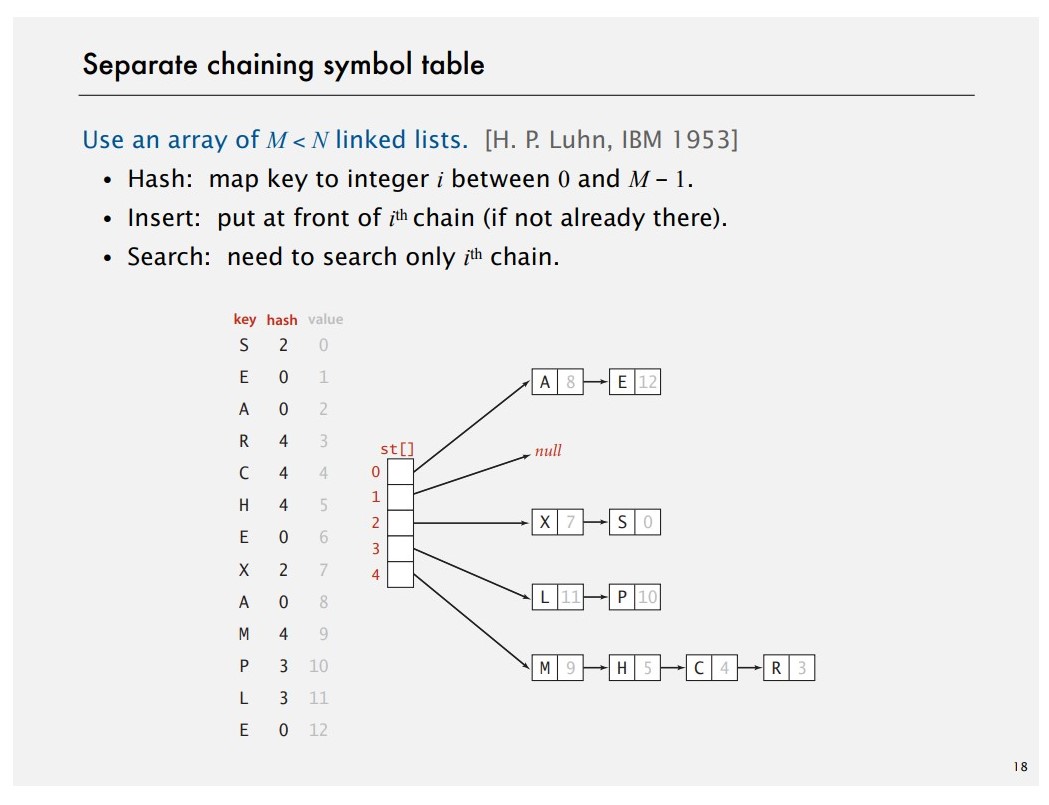 Separate chaining symbol table
Use an array of M < N linked lists. [H. P. Luhn, IBM 1953]
• Hash: map key to integer i between 0 and M – 1.
• Insert: put at front of ith chain (if not already there).
• Search: need to search only ith chain.
key hash value
S 2 0
E 0 1
A 0 2
R 4 3
C 4 4
H 4 5
E 0 6
X 2 7
A 0 8
M 4 9
P 3 10
L 3 11
E 0 12
st[]
0
1
2
3
4
A 8 E 12
null
X 7 S 0
L 11 P 10
M 9 H 5 C 4 R 3
18